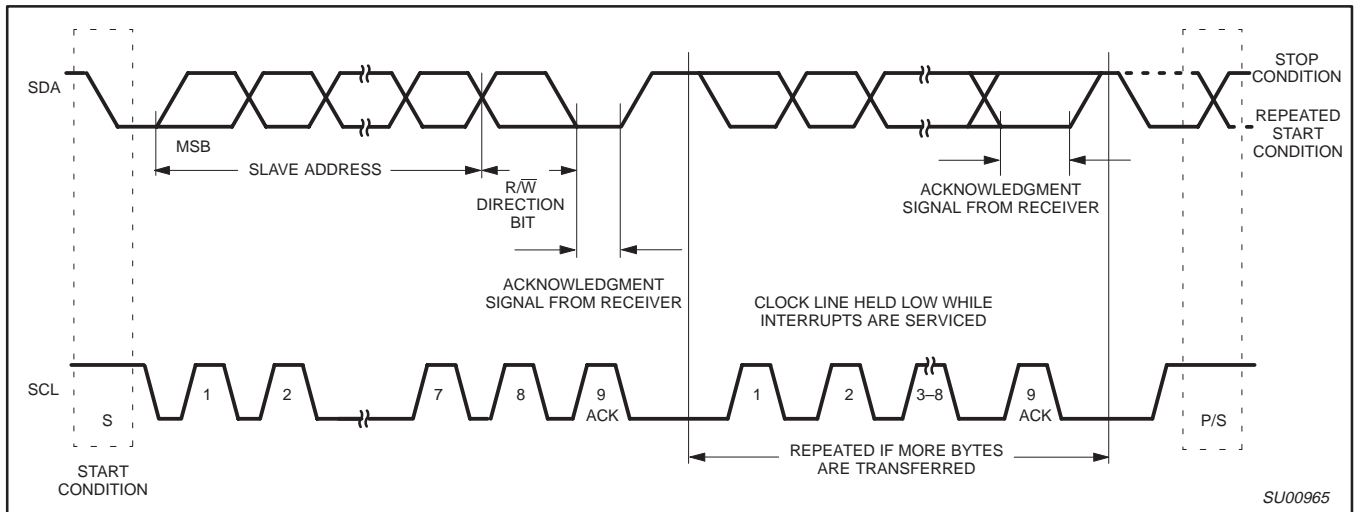 SDA
STOP
CONDITION
REPEATED
START
CONDITION
MSB
SLAVE ADDRESS
R/W̅
DIRECTION
BIT
ACKNOWLEDGMENT
SIGNAL FROM RECEIVER
ACKNOWLEDGMENT
SIGNAL FROM RECEIVER
CLOCK LINE HELD LOW WHILE
INTERRUPTS ARE SERVICED
SCL
S
1
2
7
8
9
ACK
1
2
3–8
9
ACK
P/S
START
CONDITION
REPEATED IF MORE BYTES
ARE TRANSFERRED
SU00965